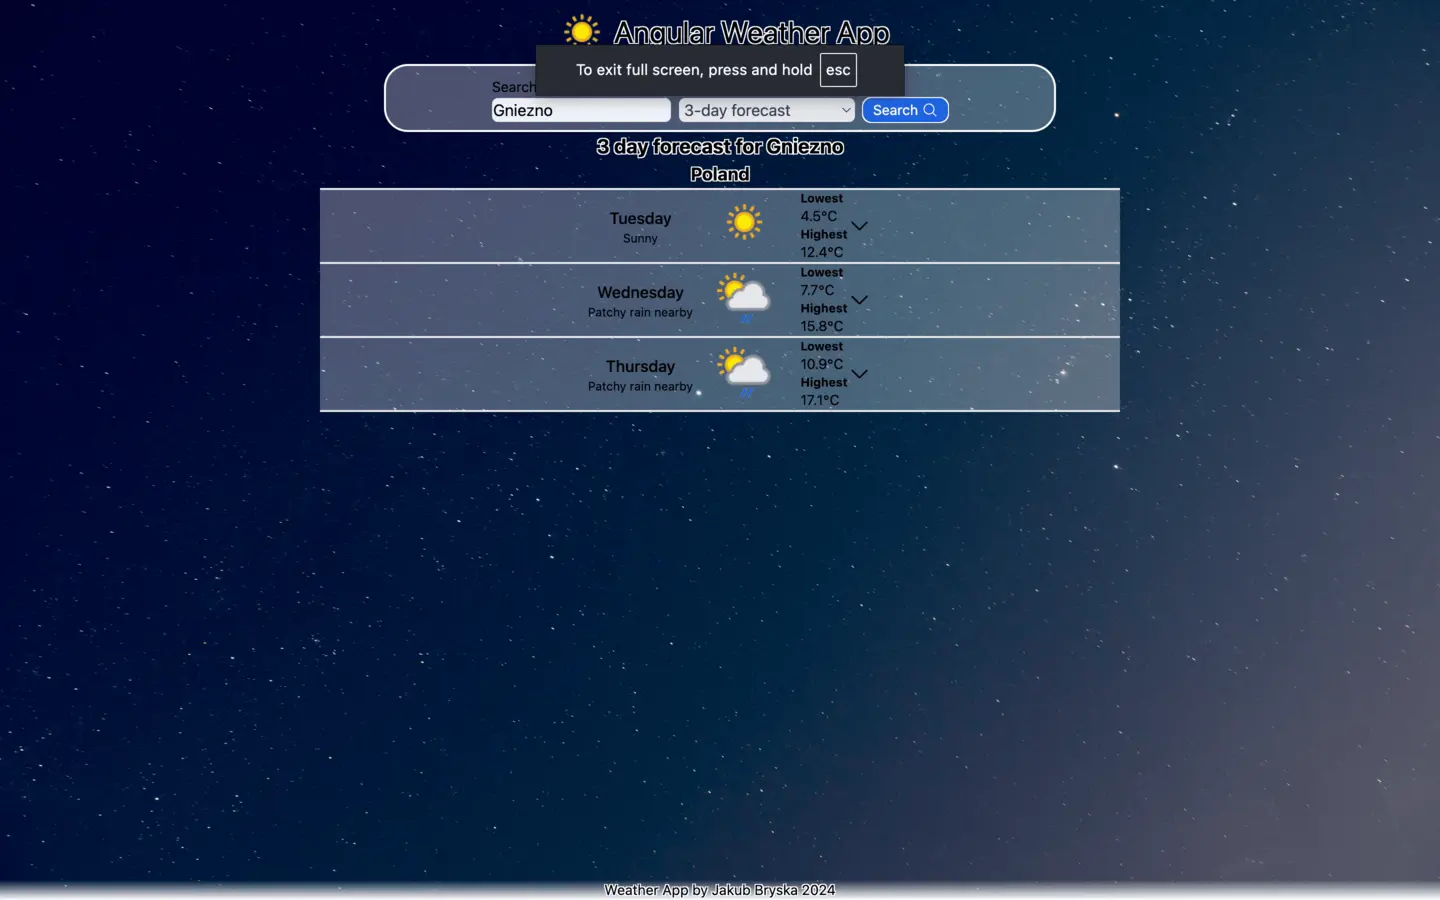 Angular Weather App
To exit full screen, press and hold esc
Search
Gniezno
3-day forecast
Search
3 day forecast for Gniezno
Poland
Tuesday
Sunny
Lowest
4.5°C
Highest
12.4°C
Wednesday
Patchy rain nearby
Lowest
7.7°C
Highest
15.8°C
Thursday
Patchy rain nearby
Lowest
10.9°C
Highest
17.1°C
Weather App by Jakub Bryska 2024